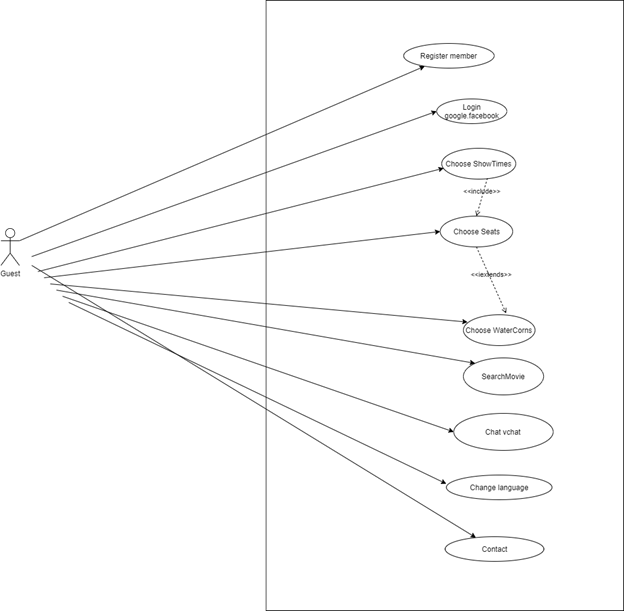 Register member
Login
google.facebook
Choose ShowTimes
<<include>>
Guest
Choose Seats
<<iextends>>
Choose WaterCorns
SearchMovie
Chat vchat
Change language
Contact